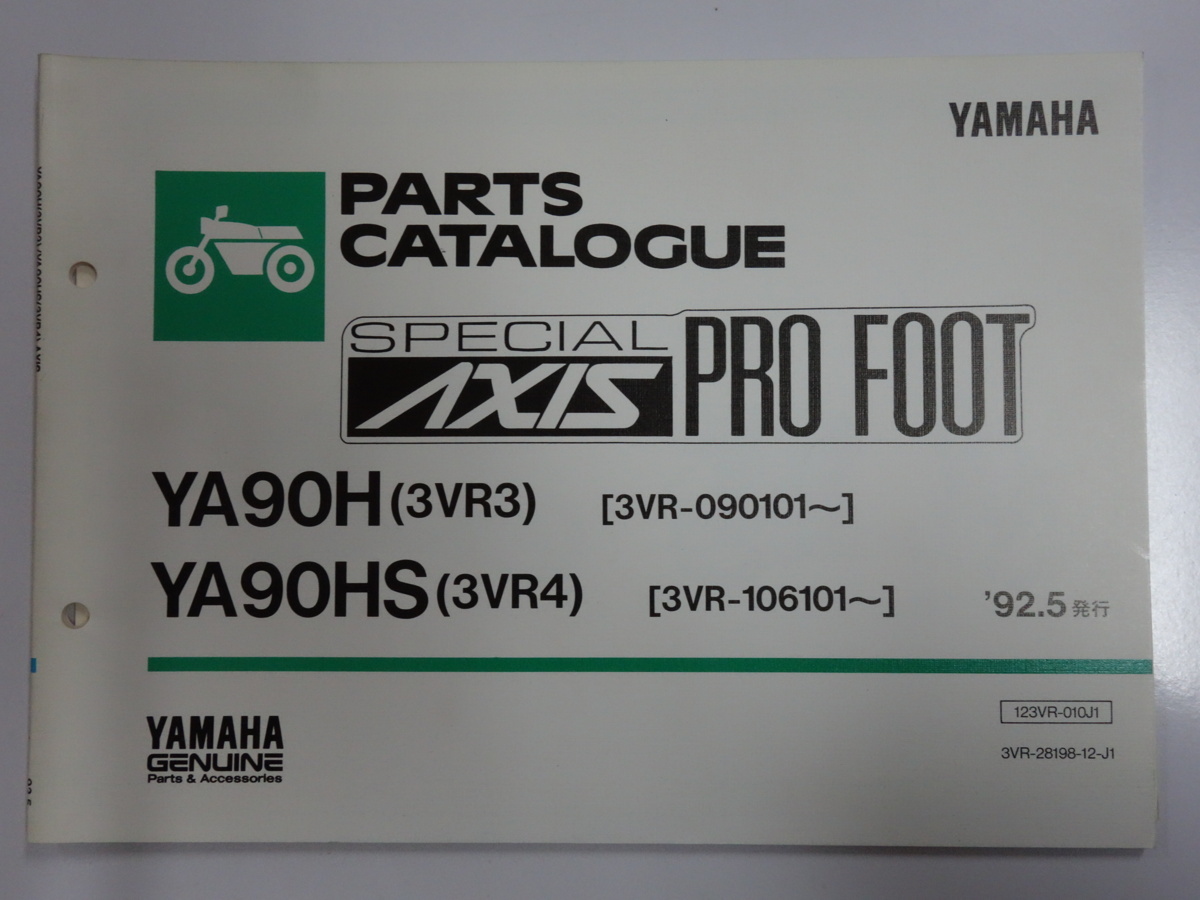 YAMAHA
PARTS
CATALOGUE
SPECIAL
AXIS PRO FOOT
YA90H (3VR3) [3VR-090101～]
YA90HS (3VR4) [3VR-106101～] '92.5 発行
YAMAHA
GENUINE
Parts & Accessories
123VR-010J1
3VR-28198-12-J1